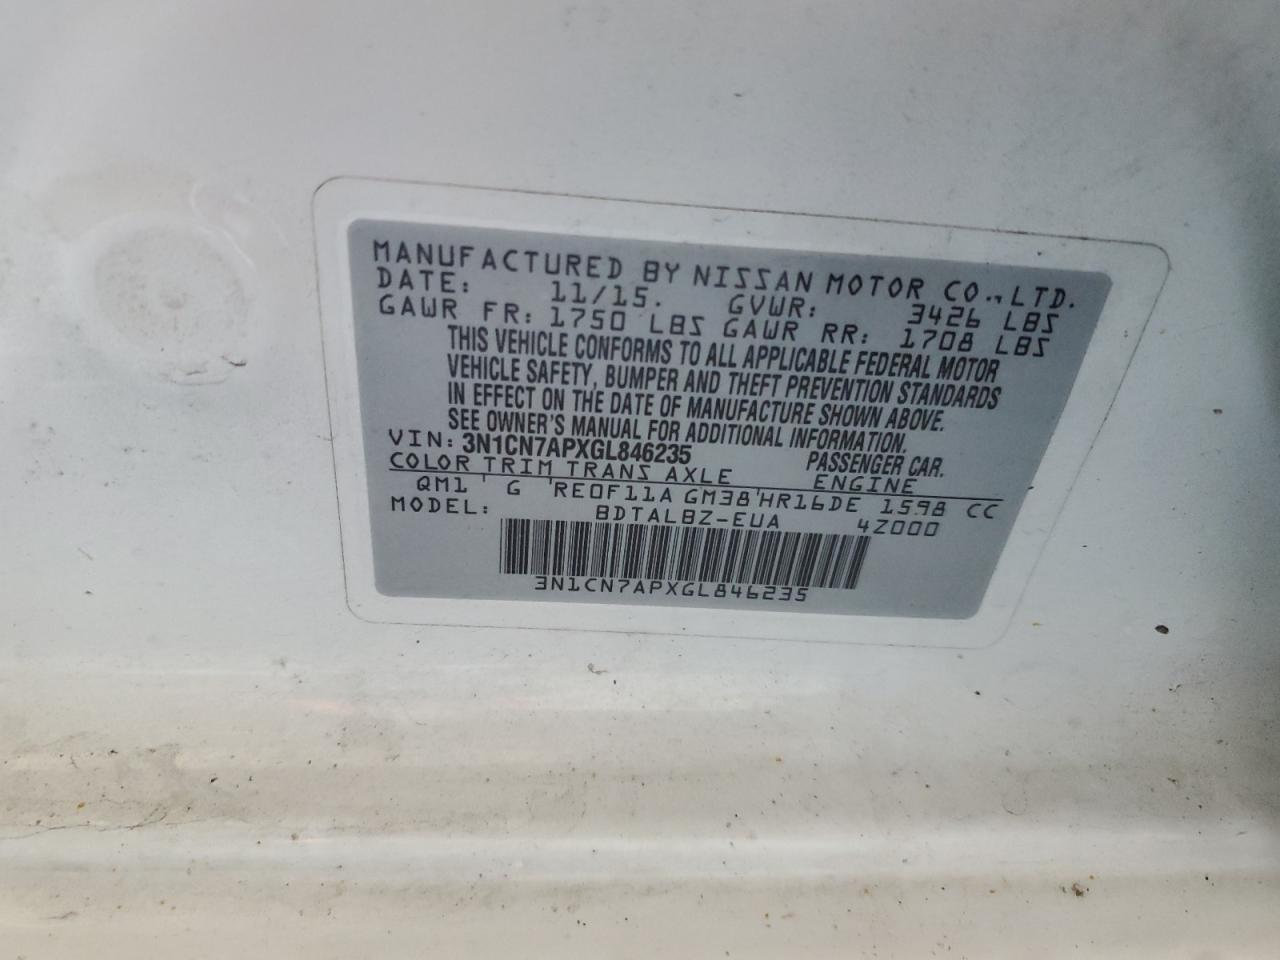 MANUFACTURED BY NISSAN MOTOR CO., LTD.
DATE: 11/15. GVWR: 3426 LBS
GAWR FR: 1750 LBS GAWR RR: 1708 LBS
THIS VEHICLE CONFORMS TO ALL APPLICABLE FEDERAL MOTOR
VEHICLE SAFETY, BUMPER AND THEFT PREVENTION STANDARDS
IN EFFECT ON THE DATE OF MANUFACTURE SHOWN ABOVE.
SEE OWNER'S MANUAL FOR ADDITIONAL INFORMATION.
VIN: 3N1CN7APXGL846235 PASSENGER CAR.
COLOR TRIM TRANS AXLE ENGINE
QM1 ' G 'RE0F11A GM38'HR16DE 1598 CC
MODEL: BDTALBZ-EUA 4Z000
3N1CN7APXGL846235